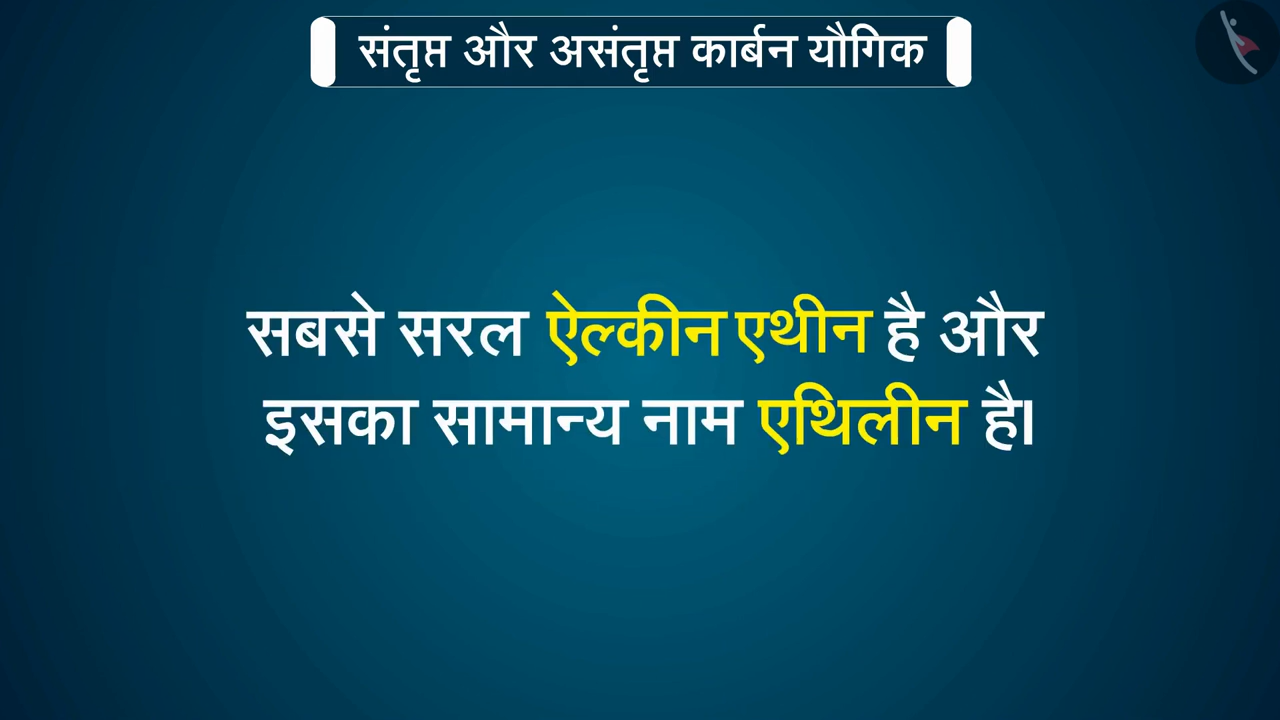 संतृप्त और असंतृप्त कार्बन यौगिक
सबसे सरल ऐल्कीन एथीन है और
इसका सामान्य नाम एथिलीन है।